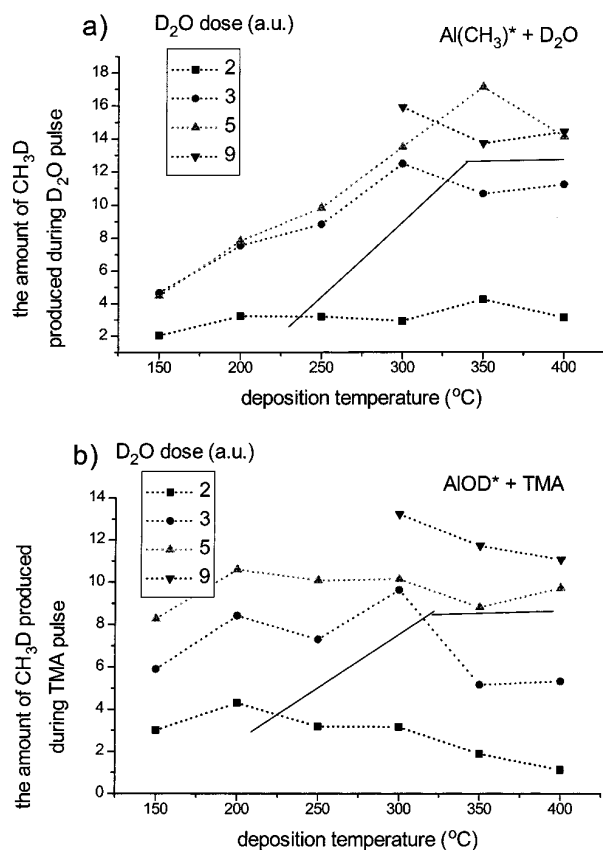 a) D₂O dose (a.u.)
Al(CH₃)* + D₂O
2
3
5
9
the amount of CH₃D
produced during D₂O pulse
18
16
14
12
10
8
6
4
2
150 200 250 300 350 400
deposition temperature (°C)
b) D₂O dose (a.u.)
AlOD* + TMA
2
3
5
9
the amount of CH₃D produced
during TMA pulse
14
12
10
8
6
4
2
0
150 200 250 300 350 400
deposition temperature (°C)